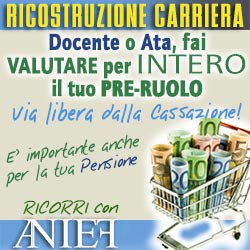 RICOSTRUZIONE CARRIERA
Docente o Ata, fai
VALUTARE per INTERO
il tuo PRE-RUOLO
Via libera dalla Cassazione!
E' importante anche
per la tua Pensione
RICORRI con
ANIEF